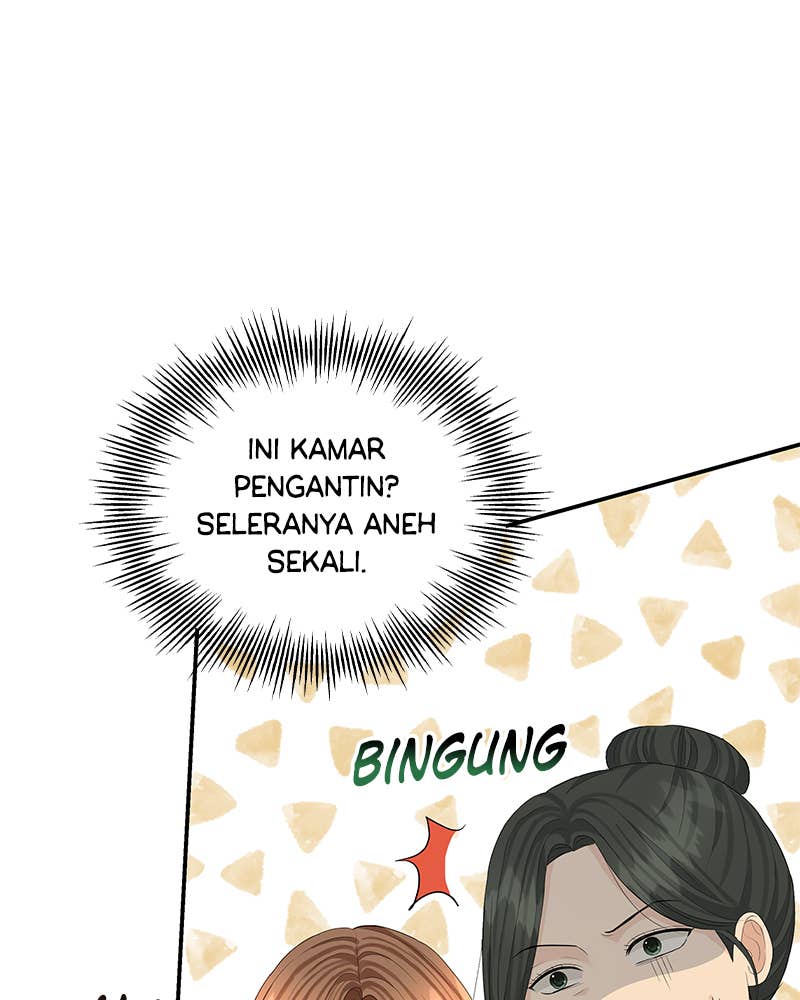 INI KAMAR
PENGANTIN?
SELERANYA ANEH
SEKALI.
BINGUNG